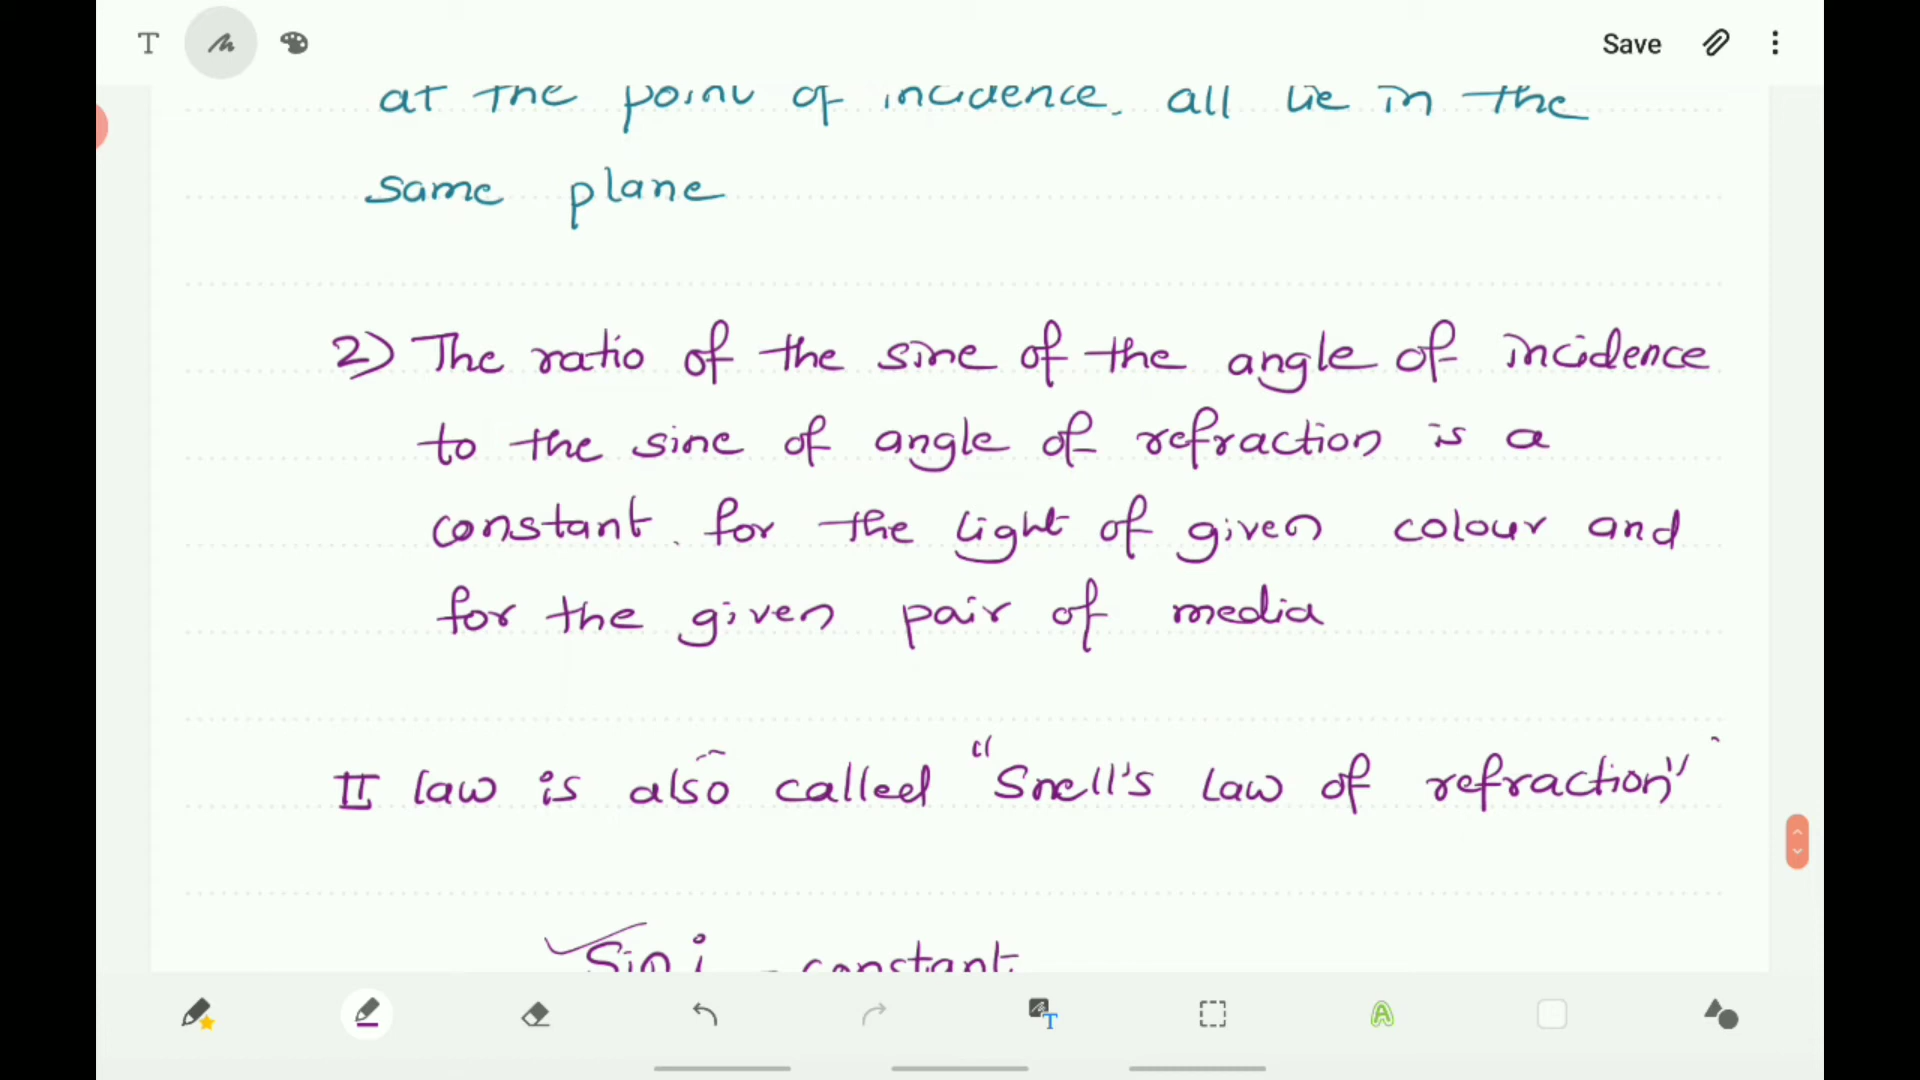 T Save
at the point of incidence. all lie in the
same plane
2) The ratio of the sine of the angle of incidence
to the sine of angle of refraction is a
constant. for the light of given colour and
for the given pair of media
II law is also called "Snell's Law of refraction"
Sin i = constant